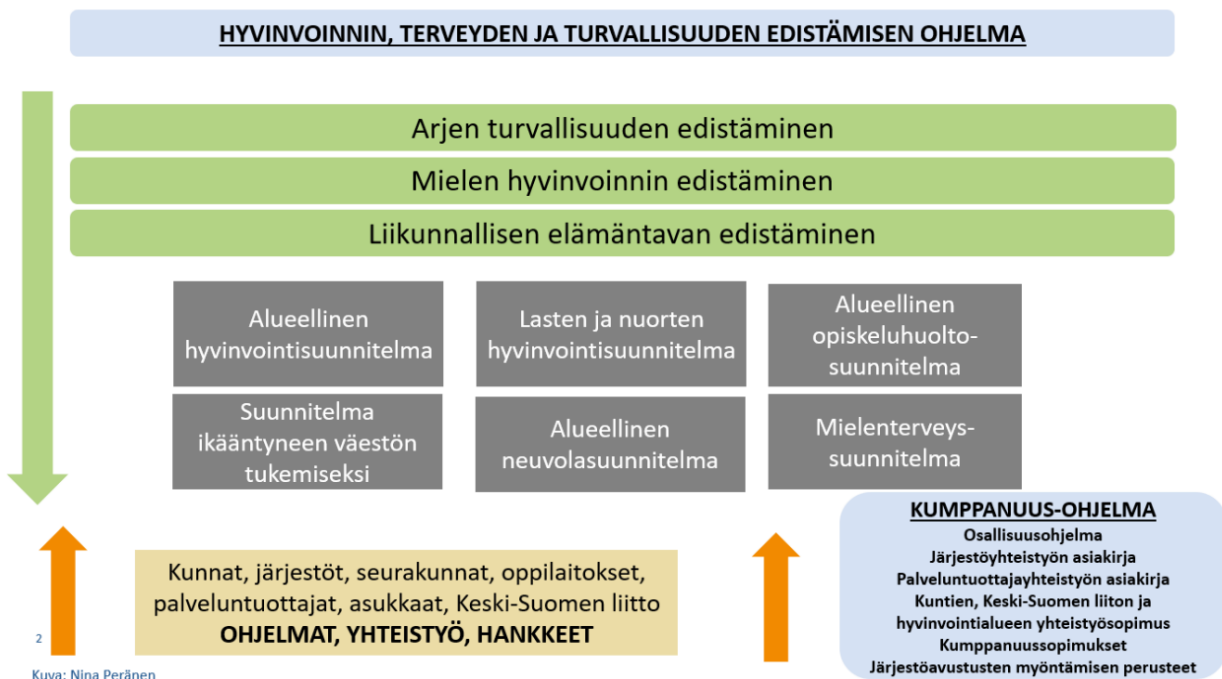 HYVINVOINNIN, TERVEYDEN JA TURVALLISUUDEN EDISTÄMISEN OHJELMA
Arjen turvallisuuden edistäminen
Mielen hyvinvoinnin edistäminen
Liikunnallisen elämäntavan edistäminen
Alueellinen
hyvinvointisuunnitelma
Lasten ja nuorten
hyvinvointisuunnitelma
Alueellinen
opiskeluhuolto-
suunnitelma
Suunnitelma
ikääntyneen väestön
tukemiseksi
Alueellinen
neuvolasuunnitelma
Mielenterveys-
suunnitelma
Kunnat, järjestöt, seurakunnat, oppilaitokset,
palveluntuottajat, asukkaat, Keski-Suomen liitto
OHJELMAT, YHTEISTYÖ, HANKKEET
KUMPPANUUS-OHJELMA
Osallisuusohjelma
Järjestöyhteistyön asiakirja
Palveluntuottajayhteistyön asiakirja
Kuntien, Keski-Suomen liiton ja
hyvinvointialueen yhteistyösopimus
Kumppanuussopimukset
Järjestöavustusten myöntämisen perusteet
2
Kuva: Nina Peränen